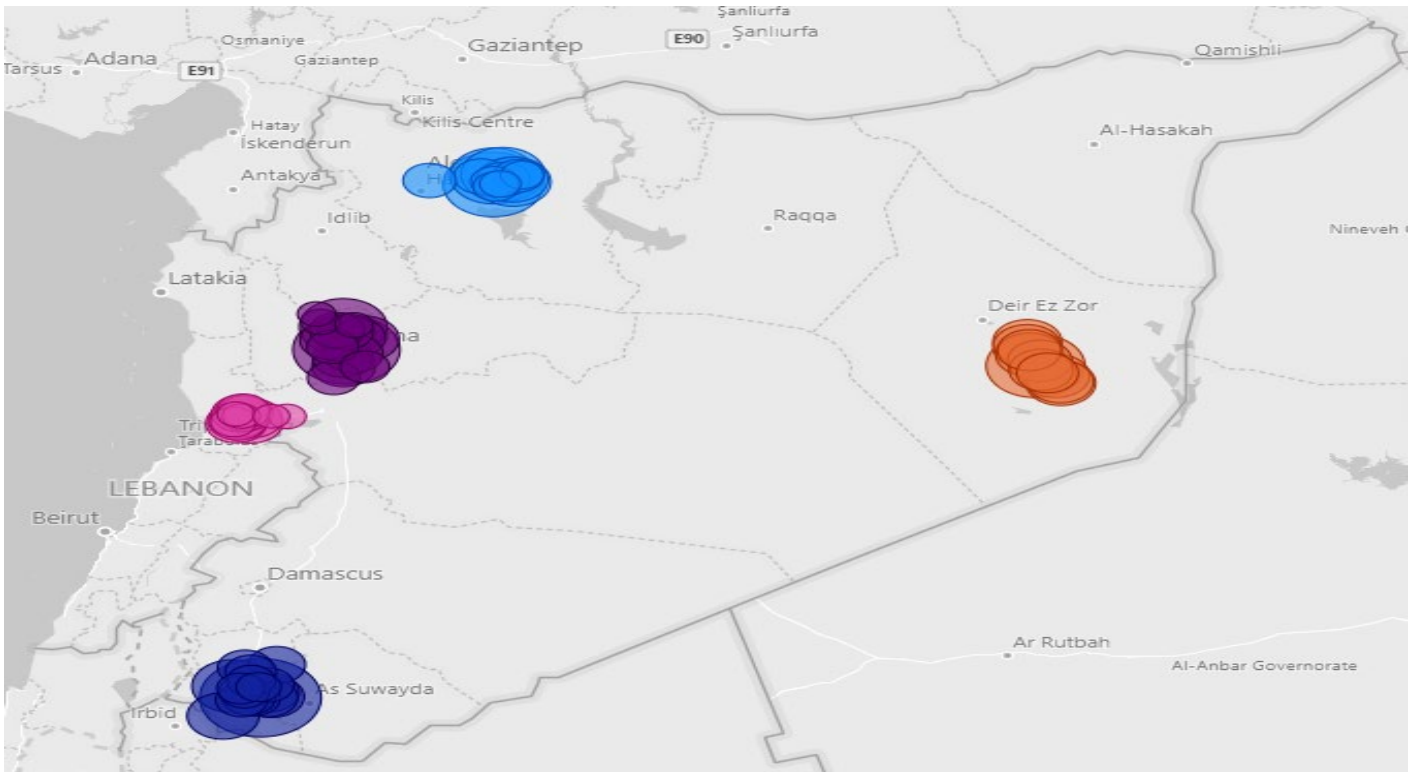 Şanlıurfa
Osmaniye
Gaziantep
E90
Şanlıurfa
Adana
Gaziantep
Qamishli
Tarsus
E91
Kilis
Kilis Centre
Hatay
İskenderun
Al-Hasakah
Antakya
Idlib
Raqqa
Nineveh
Latakia
Deir Ez Zor
LEBANON
Beirut
Damascus
Ar Rutbah
Al-Anbar Governorate
As Suwayda
Irbid